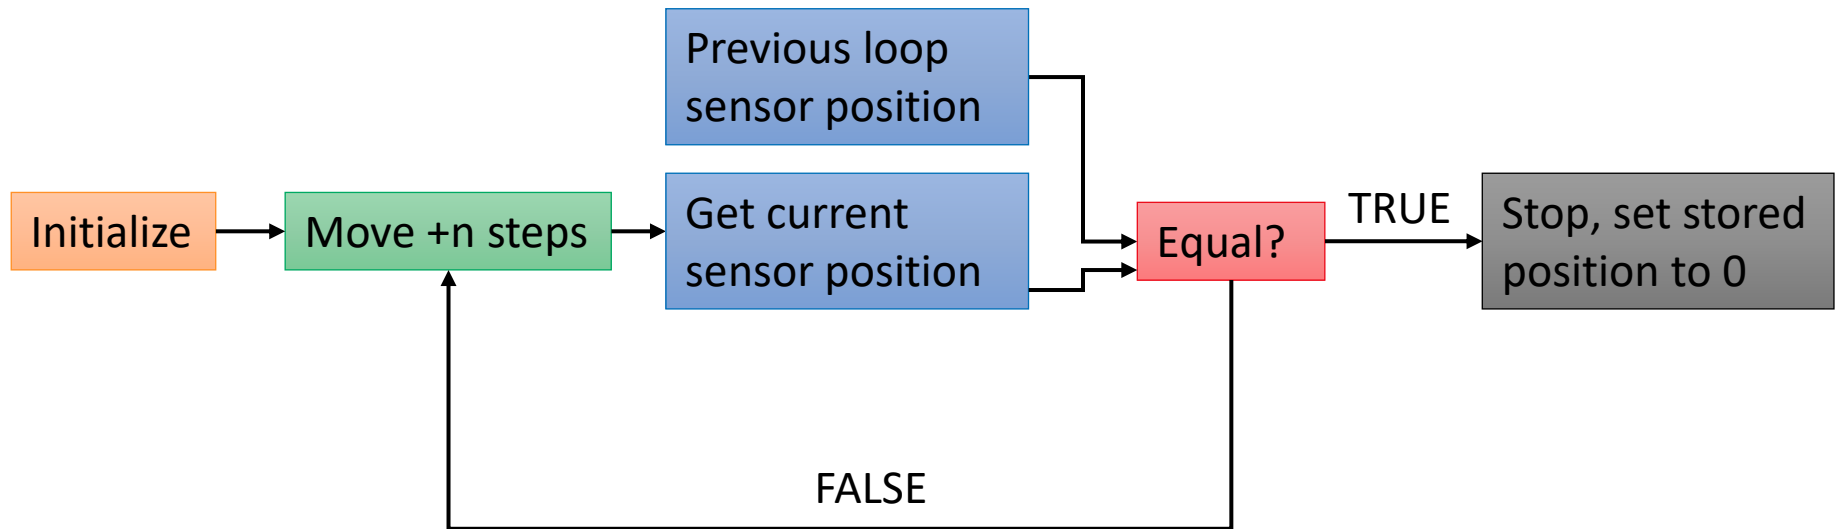 Initialize
Move +n steps
Previous loop
sensor position
Get current
sensor position
Equal?
TRUE
Stop, set stored
position to 0
FALSE